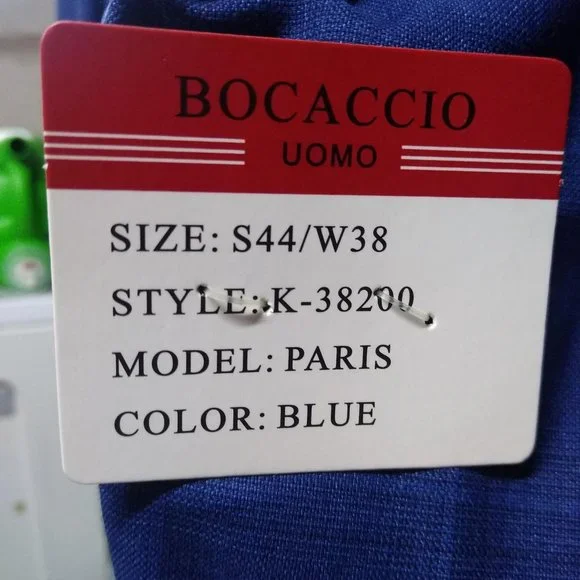 BOCACCIO
UOMO
SIZE: S44/W38
STYLE: K-38200
MODEL: PARIS
COLOR: BLUE